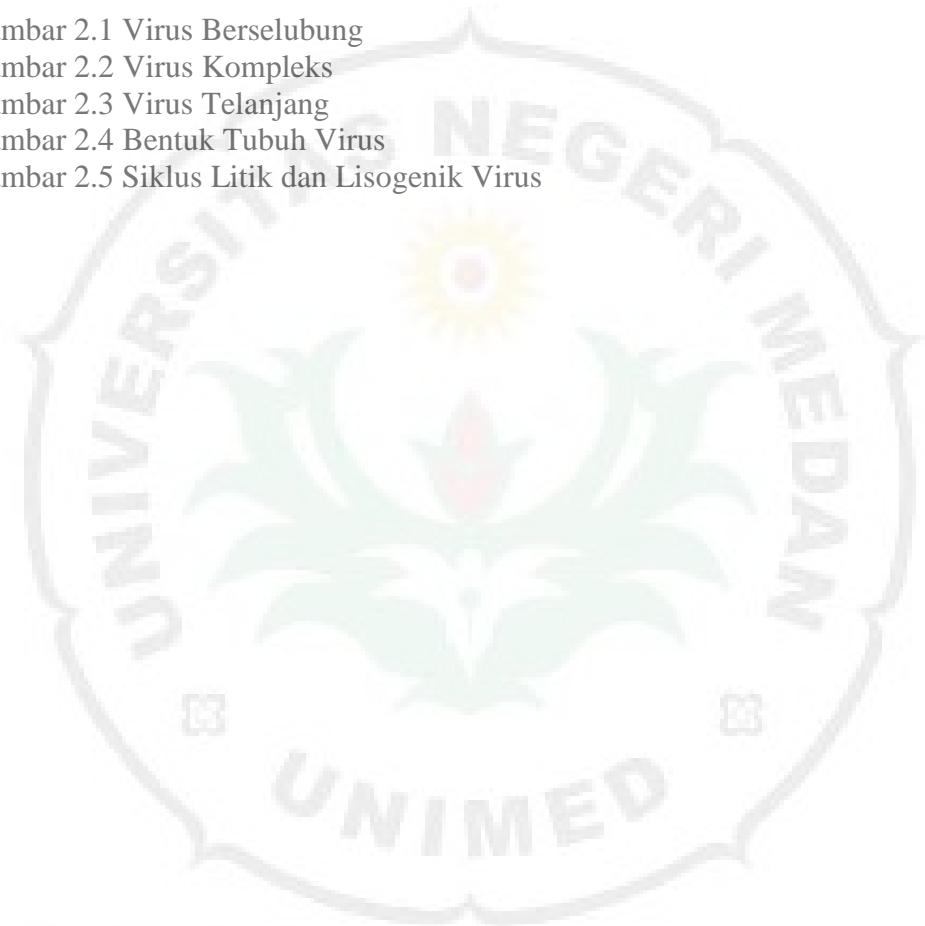 mbar 2.1 Virus Berselubung
mbar 2.2 Virus Kompleks
mbar 2.3 Virus Telanjang
mbar 2.4 Bentuk Tubuh Virus
mbar 2.5 Siklus Litik dan Lisogenik Virus
UNIVERSITAS NEGERI MEDAN
UNIMED